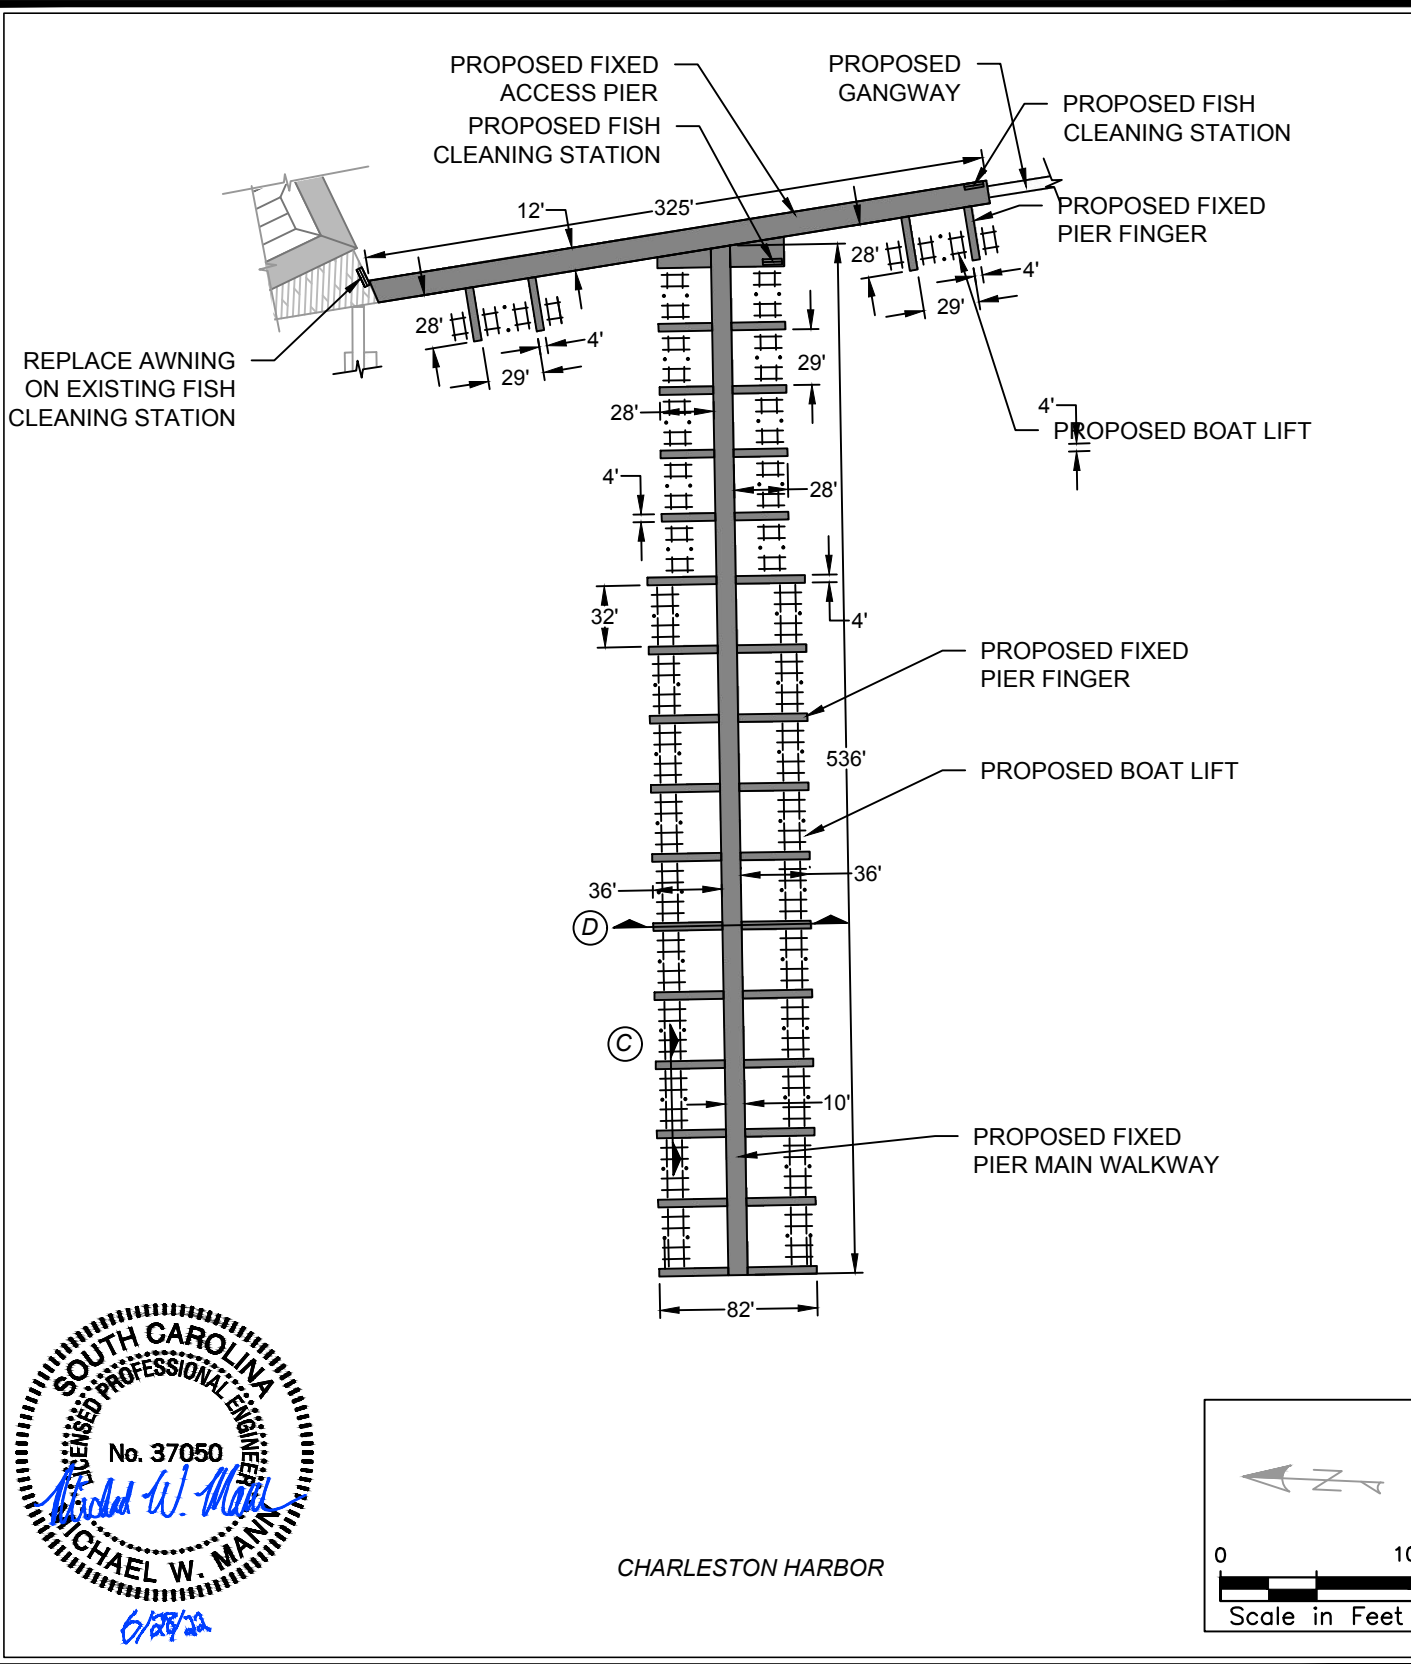 PROPOSED FIXED
ACCESS PIER
PROPOSED
GANGWAY
PROPOSED FISH
CLEANING STATION
PROPOSED FISH
CLEANING STATION
12'
325'
PROPOSED FIXED
PIER FINGER
28'
4'
29'
28'
4'
29'
REPLACE AWNING
ON EXISTING FISH
CLEANING STATION
29'
28'
4'
PROPOSED BOAT LIFT
4'
28'
32'
4'
PROPOSED FIXED
PIER FINGER
536'
PROPOSED BOAT LIFT
36'
36'
D
C
10'
PROPOSED FIXED
PIER MAIN WALKWAY
82'
SOUTH CAROLINA
LICENSED PROFESSIONAL ENGINEER
No. 37050
Michael W. Mann
MICHAEL W. MANN
6/28/22
CHARLESTON HARBOR
N
0
Scale in Feet